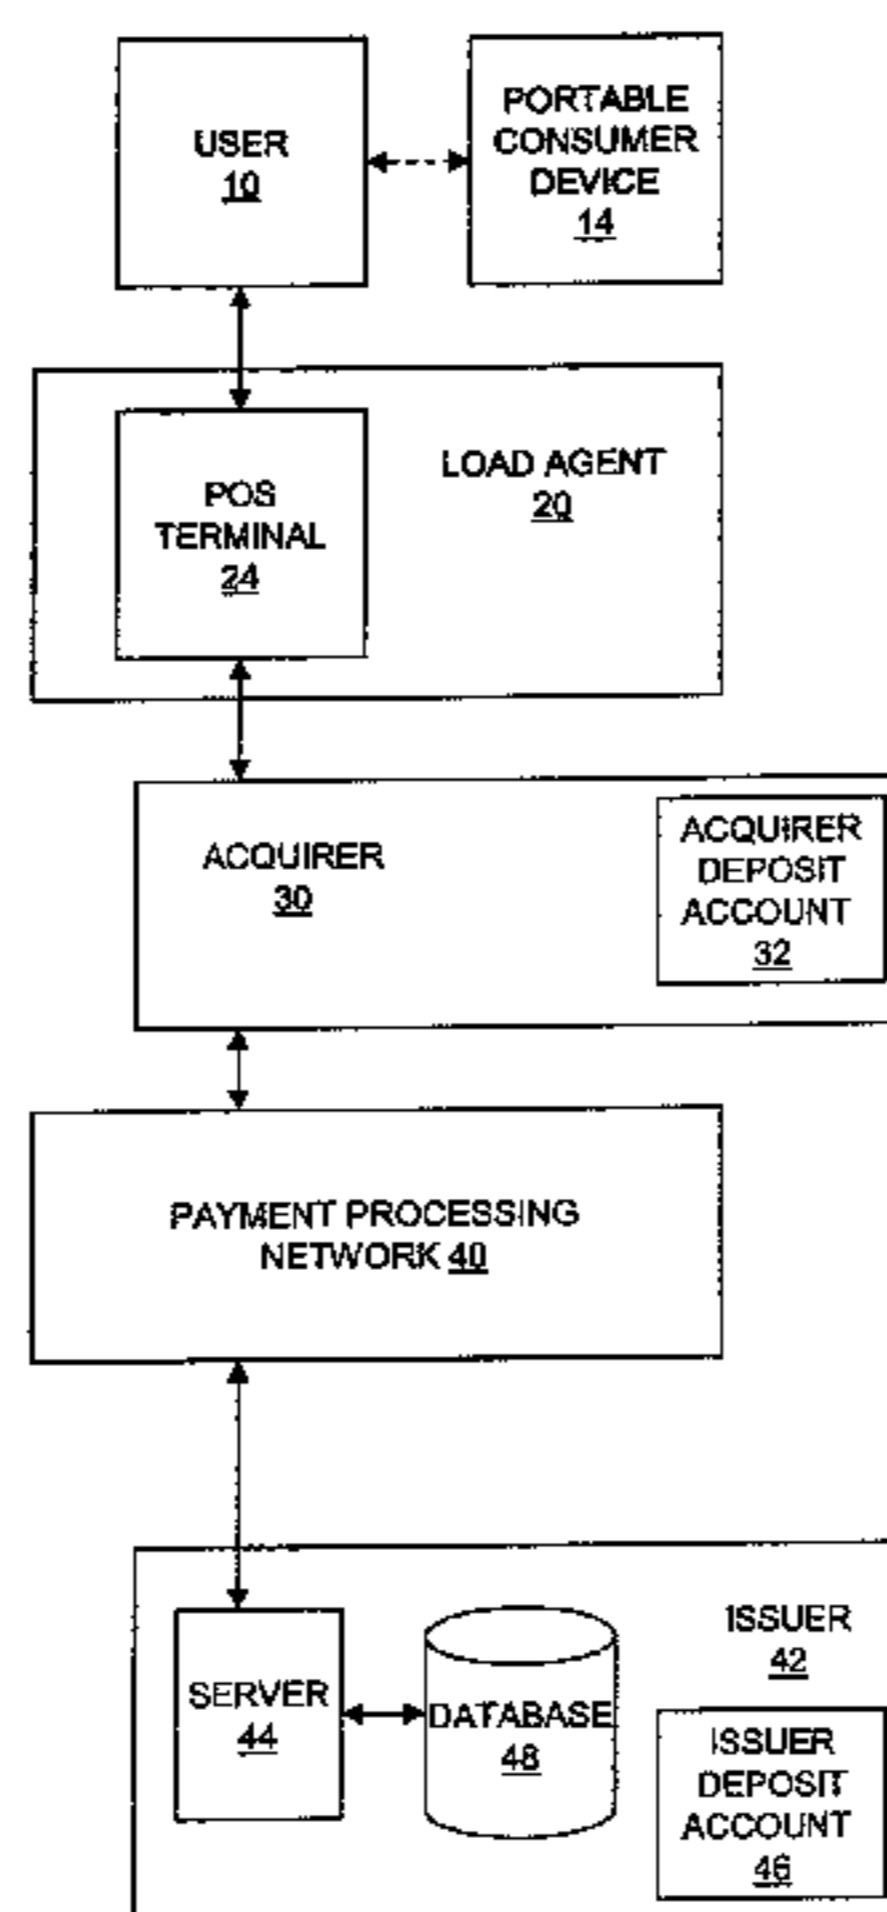 USER
10
PORTABLE
CONSUMER
DEVICE
14
LOAD AGENT
20
POS
TERMINAL
24
ACQUIRER
30
ACQUIRER
DEPOSIT
ACCOUNT
32
PAYMENT PROCESSING
NETWORK 40
ISSUER
42
SERVER
44
DATABASE
48
ISSUER
DEPOSIT
ACCOUNT
46